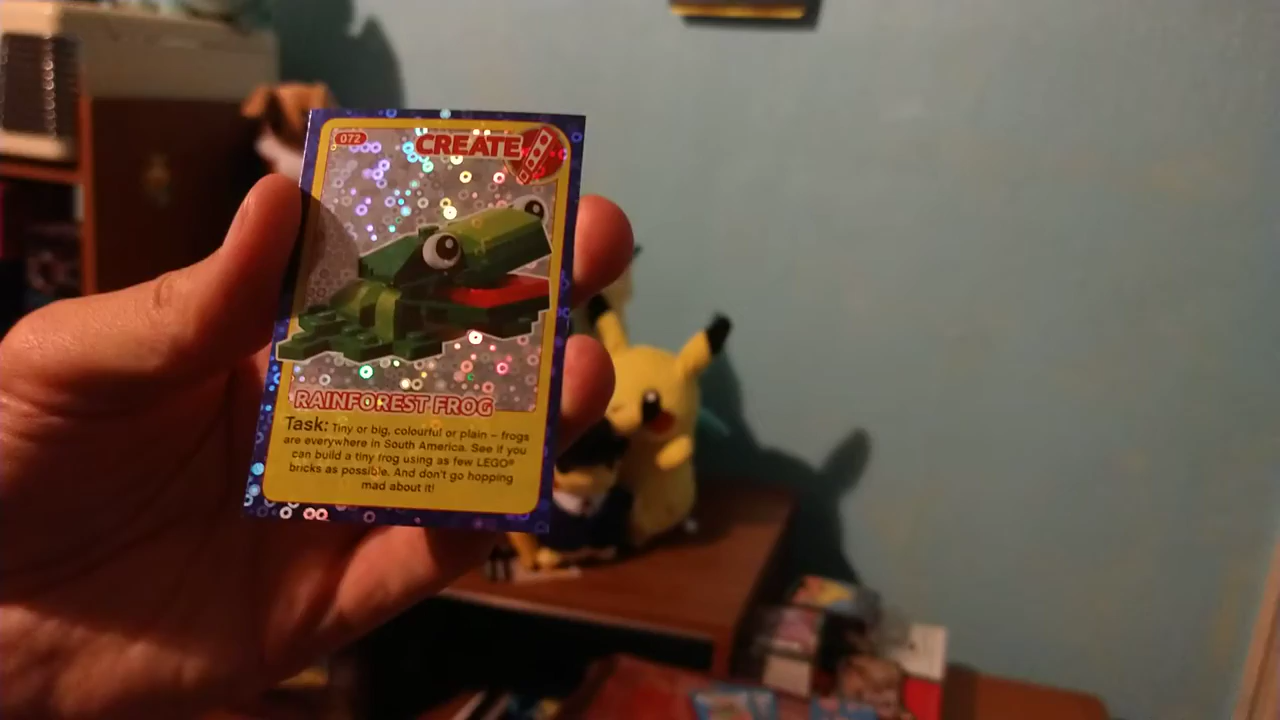 072
CREATE
RAINFOREST FROG
Task: Tiny or big, colourful or plain – frogs
are everywhere in South America. See if you
can build a tiny frog using as few LEGO®
bricks as possible. And don't go hopping
mad about it!